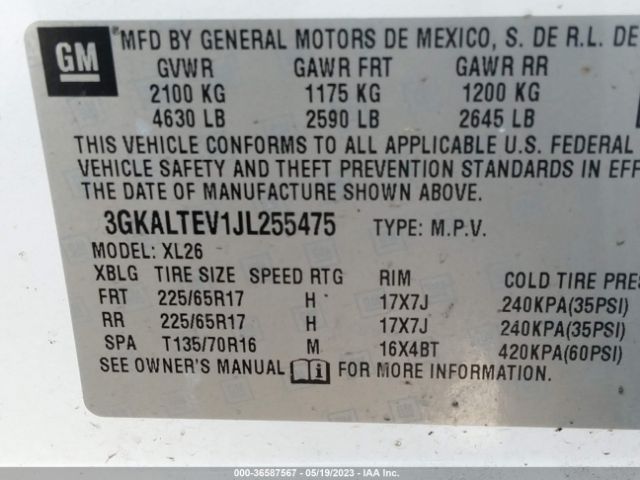 GM
*MFD BY GENERAL MOTORS DE MEXICO, S. DE R.L. DE
GVWR GAWR FRT GAWR RR
2100 KG 1175 KG 1200 KG
4630 LB 2590 LB 2645 LB
THIS VEHICLE CONFORMS TO ALL APPLICABLE U.S. FEDERAL
VEHICLE SAFETY AND THEFT PREVENTION STANDARDS IN EFF
THE DATE OF MANUFACTURE SHOWN ABOVE.
3GKALTEV1JL255475 TYPE: M.P.V.
MODEL: XL26
XBLG TIRE SIZE SPEED RTG RIM COLD TIRE PRES
FRT 225/65R17 H 17X7J 240KPA(35PSI)
RR 225/65R17 H 17X7J 240KPA(35PSI)
SPA T135/70R16 M 16X4BT 420KPA(60PSI)
SEE OWNER'S MANUAL i FOR MORE INFORMATION.
000-36587567 - 05/19/2023 - IAA Inc.